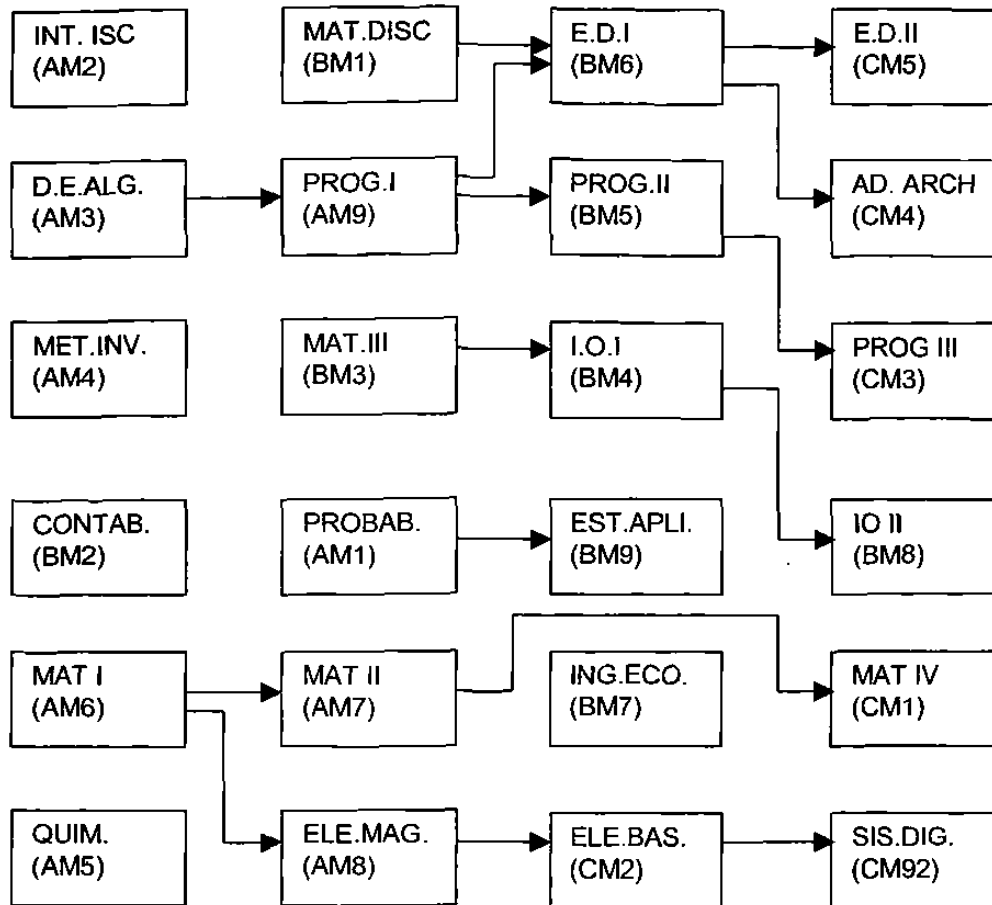 INT. ISC
(AM2)
MAT.DISC
(BM1)
E.D.I
(BM6)
E.D.II
(CM5)
D.E.ALG.
(AM3)
PROG.I
(AM9)
PROG.II
(BM5)
AD. ARCH
(CM4)
MET.INV.
(AM4)
MAT.III
(BM3)
I.O.I
(BM4)
PROG III
(CM3)
CONTAB.
(BM2)
PROBAB.
(AM1)
EST.APLI.
(BM9)
IO II
(BM8)
MAT I
(AM6)
MAT II
(AM7)
ING.ECO.
(BM7)
MAT IV
(CM1)
QUIM.
(AM5)
ELE.MAG.
(AM8)
ELE.BAS.
(CM2)
SIS.DIG.
(CM92)